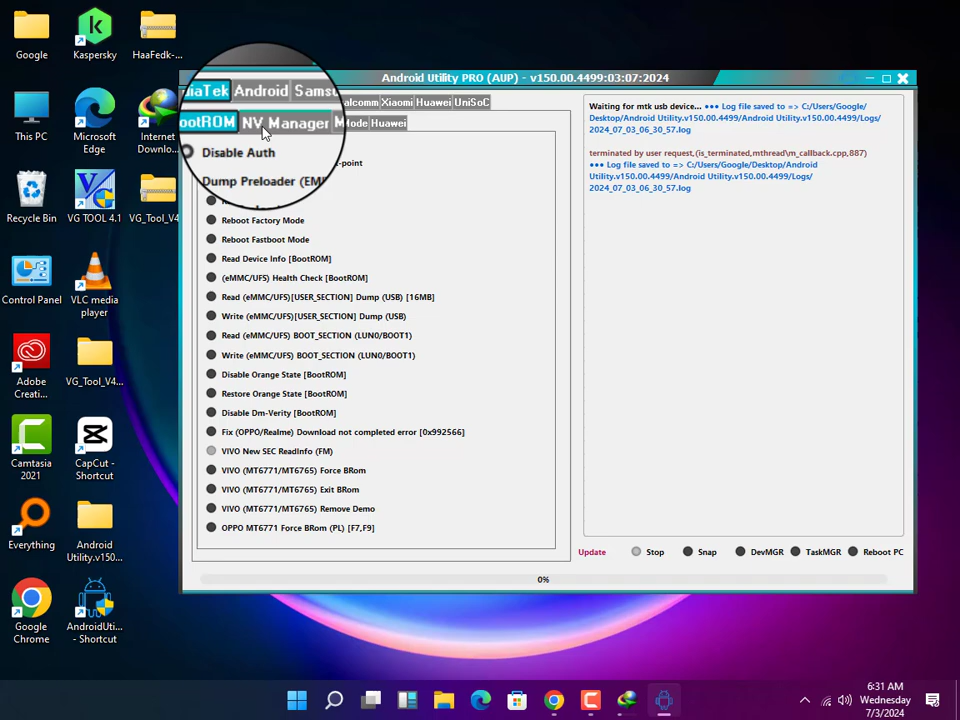 Google
Kaspersky
HaaFedk-...
This PC
Microsoft
Edge
Internet
Downlo...
Recycle Bin
VG TOOL 4.1
VG_Tool_V4
Control Panel
VLC media
player
Adobe
Creati...
VG_Tool_V4...
Camtasia
2021
CapCut -
Shortcut
Everything
Android
Utility.v150...
Google
Chrome
AndroidUti...
- Shortcut
Android Utility PRO (AUP) - v150.00.4499:03:07:2024
diaTek Android Samsu
alcomm Xiaomi Huawei UniSoC
ootROM NV Manager Mode Huawei
Disable Auth
-point
Dump Preloader (EM
Reboot Factory Mode
Reboot Fastboot Mode
Read Device Info [BootROM]
(eMMC/UFS) Health Check [BootROM]
Read (eMMC/UFS)[USER_SECTION] Dump (USB) [16MB]
Write (eMMC/UFS)[USER_SECTION] Dump (USB)
Read (eMMC/UFS) BOOT_SECTION (LUN0/BOOT1)
Write (eMMC/UFS) BOOT_SECTION (LUN0/BOOT1)
Disable Orange State [BootROM]
Restore Orange State [BootROM]
Disable Dm-Verity [BootROM]
Fix (OPPO/Realme) Download not completed error [0x992566]
VIVO New SEC ReadInfo (FM)
VIVO (MT6771/MT6765) Force BRom
VIVO (MT6771/MT6765) Exit BRom
VIVO (MT6771/MT6765) Remove Demo
OPPO MT6771 Force BRom (PL) [F7,F9]
Waiting for mtk usb device... ••• Log file saved to => C:/Users/Google/
Desktop/Android Utility.v150.00.4499/Android Utility.v150.00.4499/Logs/
2024_07_03_06_30_57.log
terminated by user request,(is_terminated,mthread\m_callback.cpp,887)
••• Log file saved to => C:/Users/Google/Desktop/Android
Utility.v150.00.4499/Android Utility.v150.00.4499/Logs/
2024_07_03_06_30_57.log
Update Stop Snap DevMGR TaskMGR Reboot PC
0%
6:31 AM
Wednesday
7/3/2024